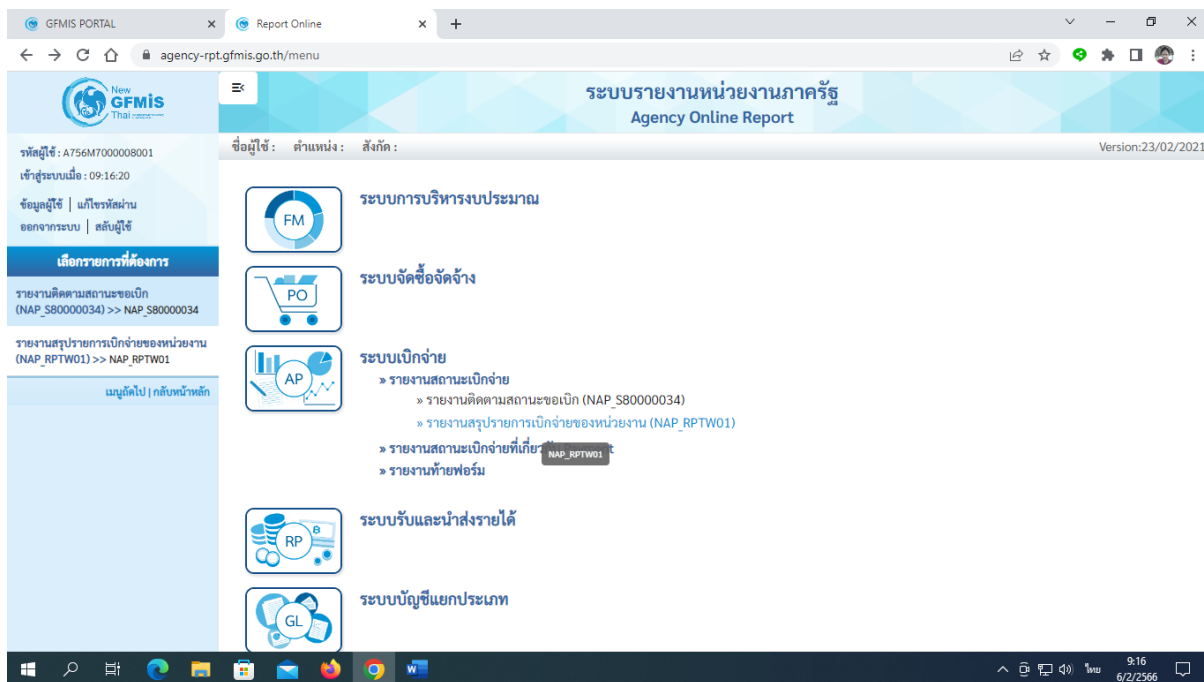 GFMIS PORTAL
Report Online
agency-rpt.gfmis.go.th/menu
New
GFMiS
Thai
รหัสผู้ใช้ : A756M7000008001
เข้าสู่ระบบเมื่อ : 09:16:20
ข้อมูลผู้ใช้ | แก้ไขรหัสผ่าน
ออกจากระบบ | สลับผู้ใช้
เลือกรายการที่ต้องการ
รายงานติดตามสถานะขอเบิก
(NAP_S80000034) >> NAP_S80000034
รายงานสรุปรายการเบิกจ่ายของหน่วยงาน
(NAP_RPTW01) >> NAP_RPTW01
เมนูถัดไป | กลับหน้าหลัก
ระบบรายงานหน่วยงานภาครัฐ
Agency Online Report
ชื่อผู้ใช้ : ตำแหน่ง : สังกัด :
Version:23/02/2021
FM
ระบบการบริหารงบประมาณ
PO
ระบบจัดซื้อจัดจ้าง
AP
ระบบเบิกจ่าย
» รายงานสถานะเบิกจ่าย
» รายงานติดตามสถานะขอเบิก (NAP_S80000034)
» รายงานสรุปรายการเบิกจ่ายของหน่วยงาน (NAP_RPTW01)
» รายงานสถานะเบิกจ่ายที่เกี่ยว
NAP_RPTW01
» รายงานท้ายฟอร์ม
RP
ระบบรับและนำส่งรายได้
GL
ระบบบัญชีแยกประเภท
ไทย
9:16
6/2/2566